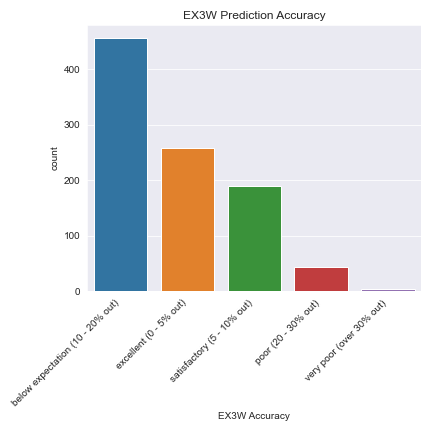 EX3W Prediction Accuracy
400
300
200
100
0
count
below expectation (10 - 20% out)
excellent (0 - 5% out)
satisfactory (5 - 10% out)
poor (20 - 30% out)
very poor (over 30% out)
EX3W Accuracy